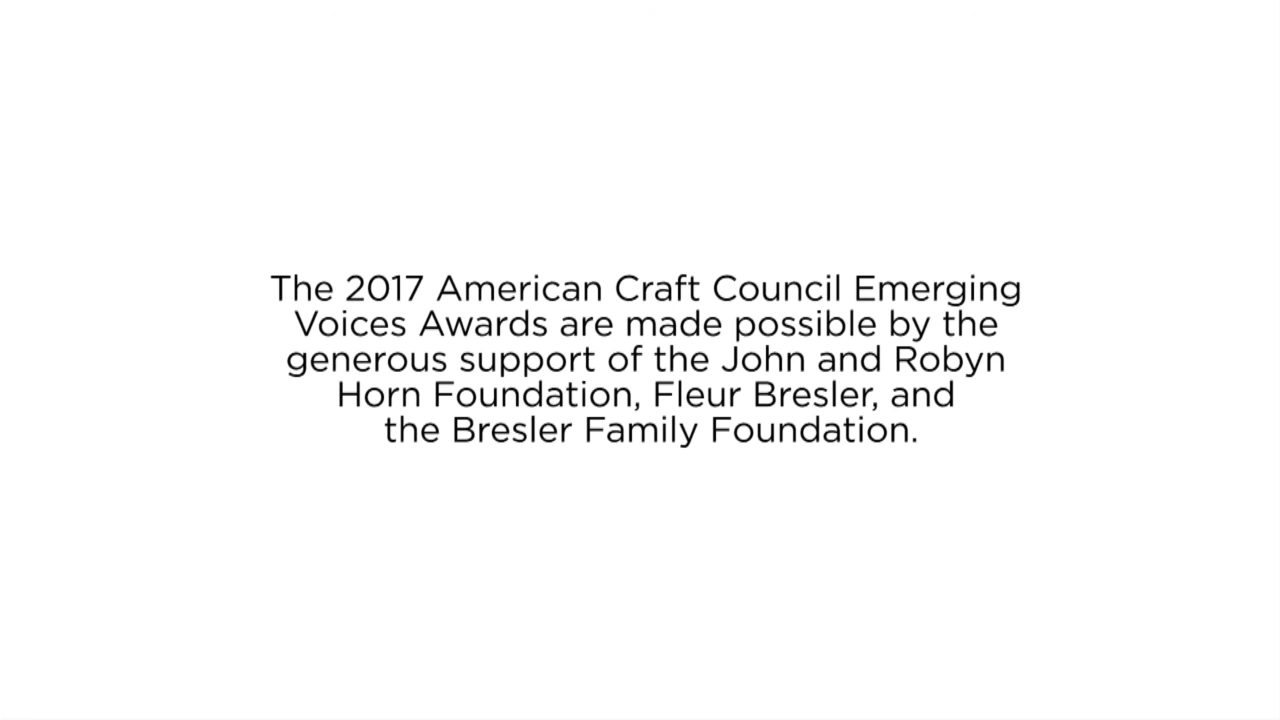 The 2017 American Craft Council Emerging
Voices Awards are made possible by the
generous support of the John and Robyn
Horn Foundation, Fleur Bresler, and
the Bresler Family Foundation.